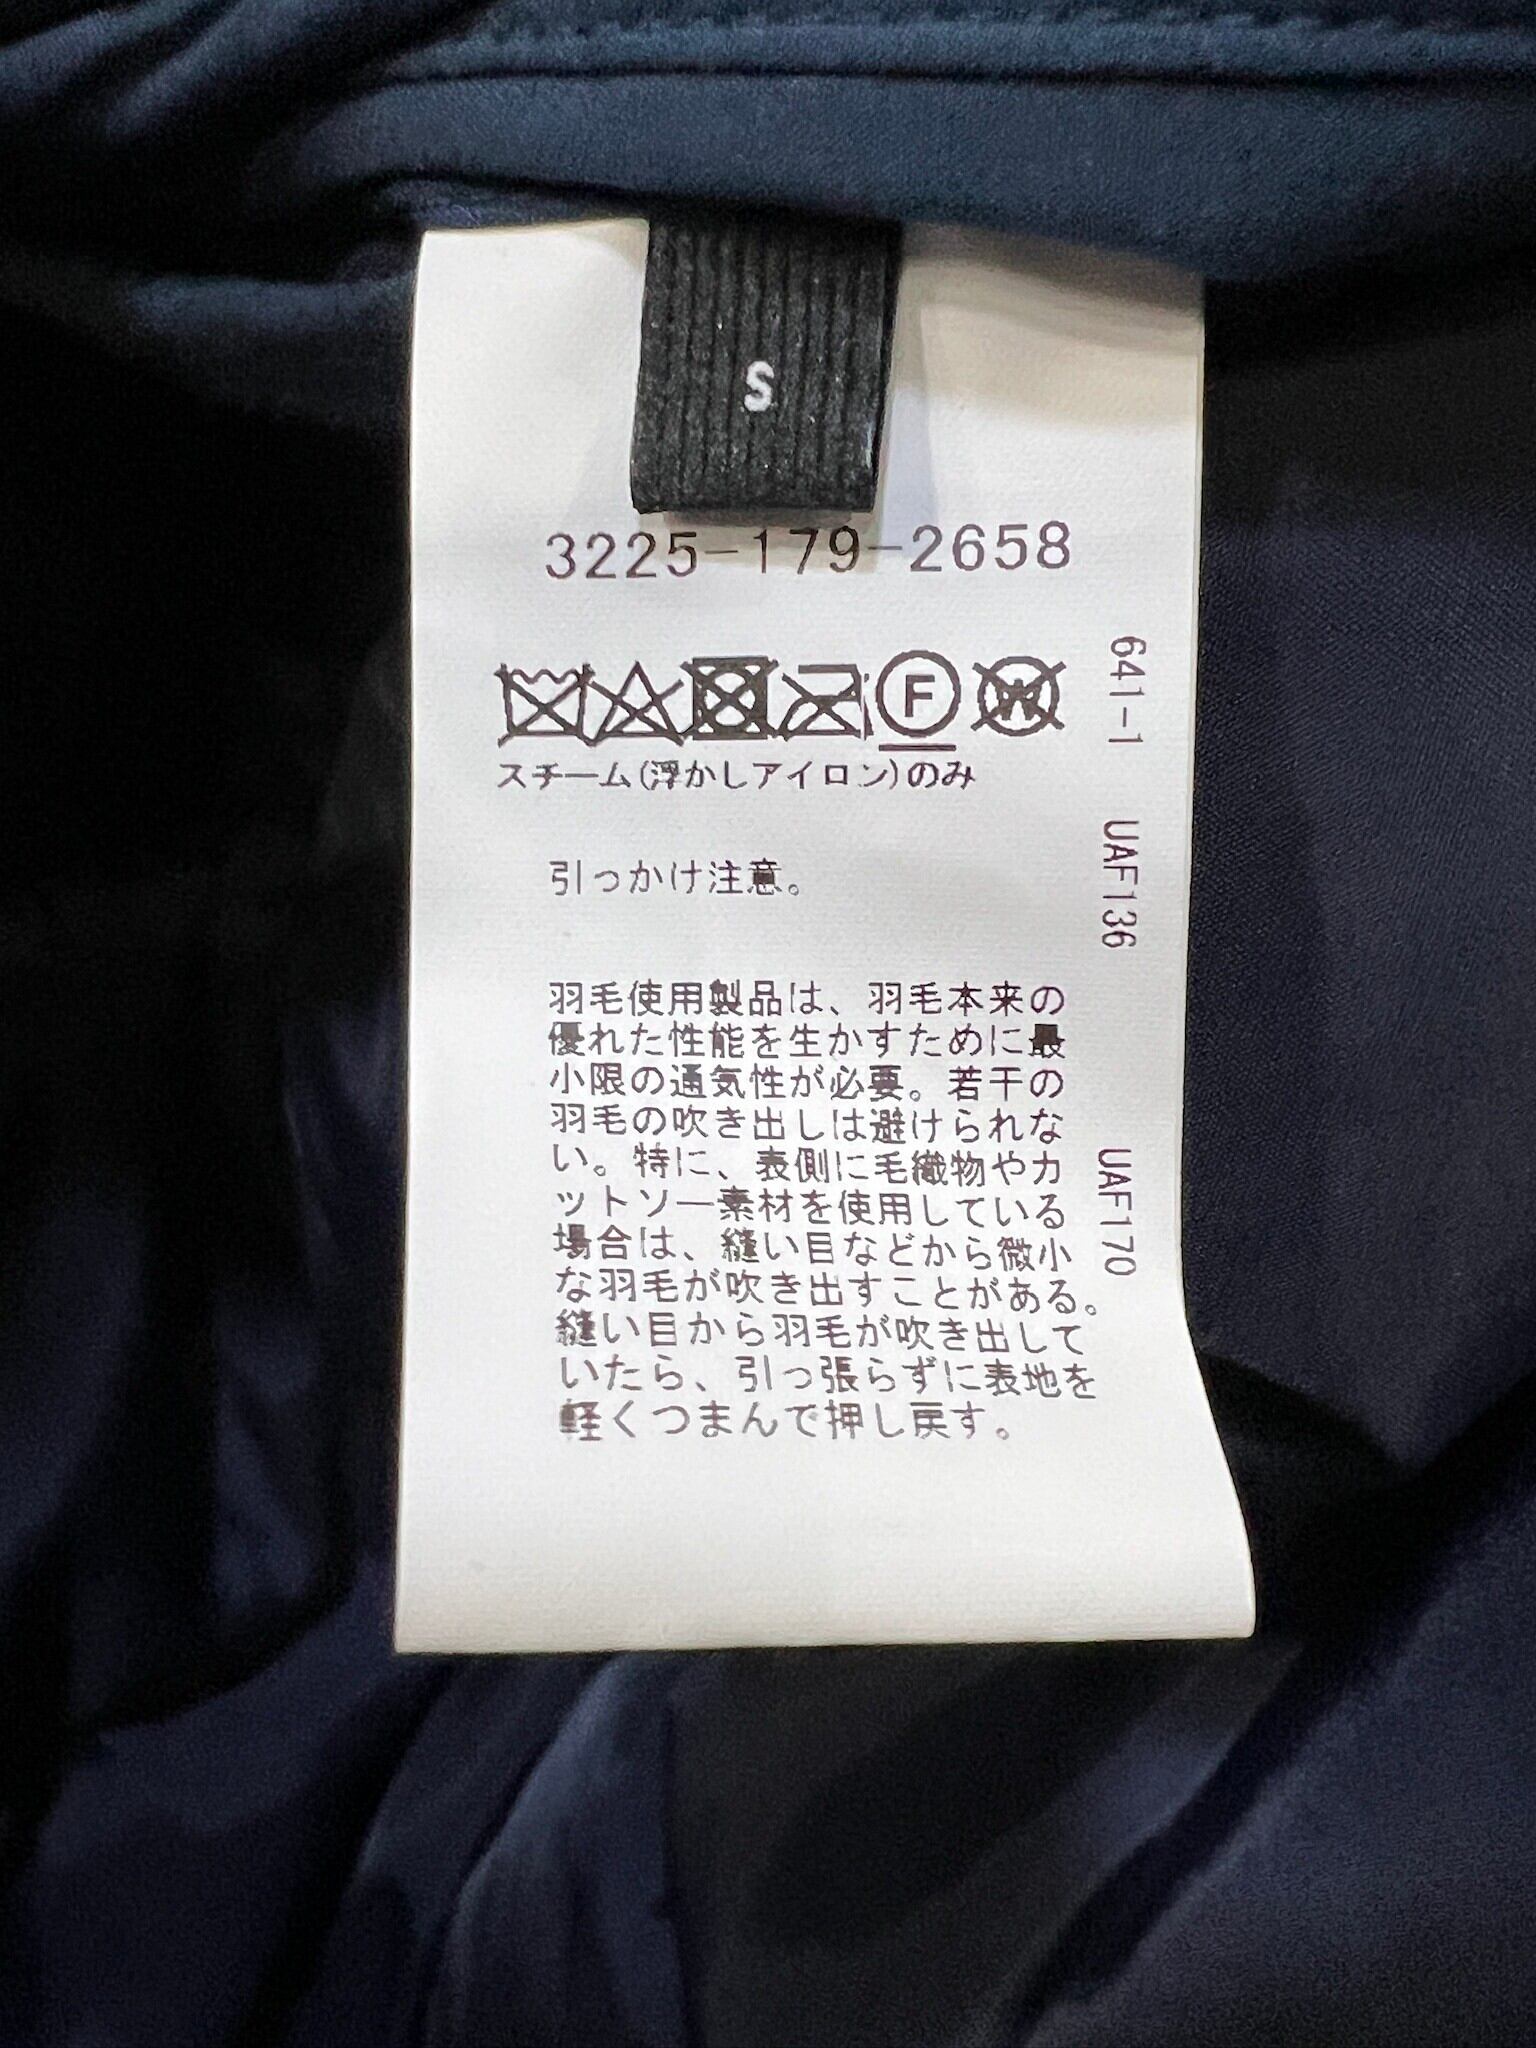 S
3225-179-2658
F
W
スチーム(浮かしアイロン)のみ
引っかけ注意。
羽毛使用製品は、羽毛本来の
優れた性能を生かすために最
小限の通気性が必要。若干の
羽毛の吹き出しは避けられな
い。特に、表側に毛織物やカ
ットソー素材を使用している
場合は、縫い目などから微小
な羽毛が吹き出すことがある。
縫い目から羽毛が吹き出して
いたら、引っ張らずに表地を
軽くつまんで押し戻す。
641-1 UAF136 UAF170